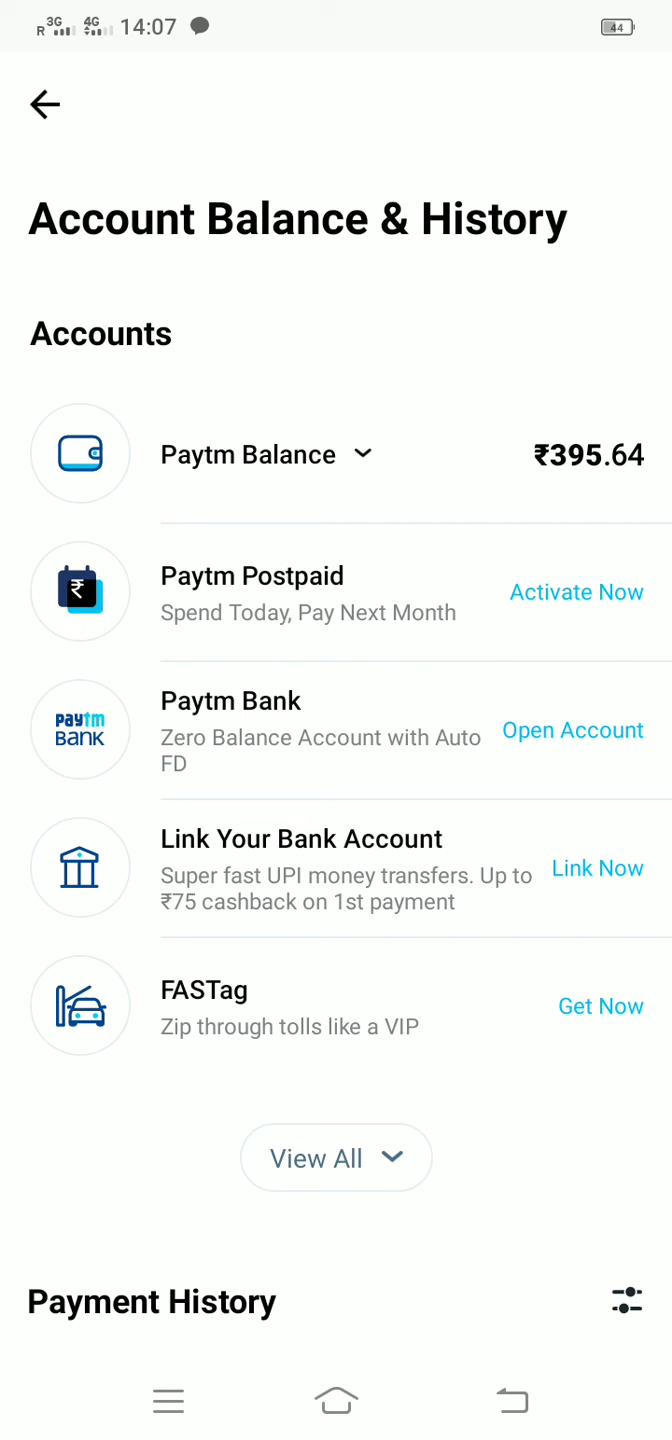 R 3G 4G 14:07 44
Account Balance & History
Accounts
Paytm Balance ₹395.64
₹
Paytm Postpaid
Spend Today, Pay Next Month
Activate Now
paytm
BANK
Paytm Bank
Zero Balance Account with Auto
FD
Open Account
Link Your Bank Account
Super fast UPI money transfers. Up to
₹75 cashback on 1st payment
Link Now
FASTag
Zip through tolls like a VIP
Get Now
View All
Payment History